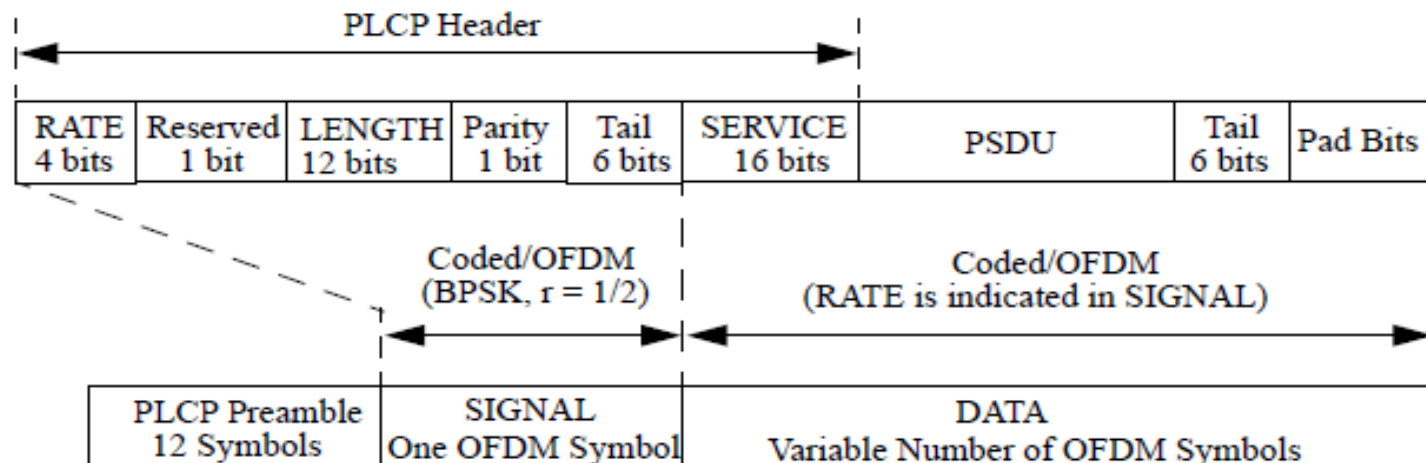 PLCP Header
RATE Reserved LENGTH Parity Tail SERVICE PSDU Tail Pad Bits
4 bits 1 bit 12 bits 1 bit 6 bits 16 bits 6 bits
Coded/OFDM Coded/OFDM
(BPSK, r = 1/2) (RATE is indicated in SIGNAL)
PLCP Preamble SIGNAL DATA
12 Symbols One OFDM Symbol Variable Number of OFDM Symbols